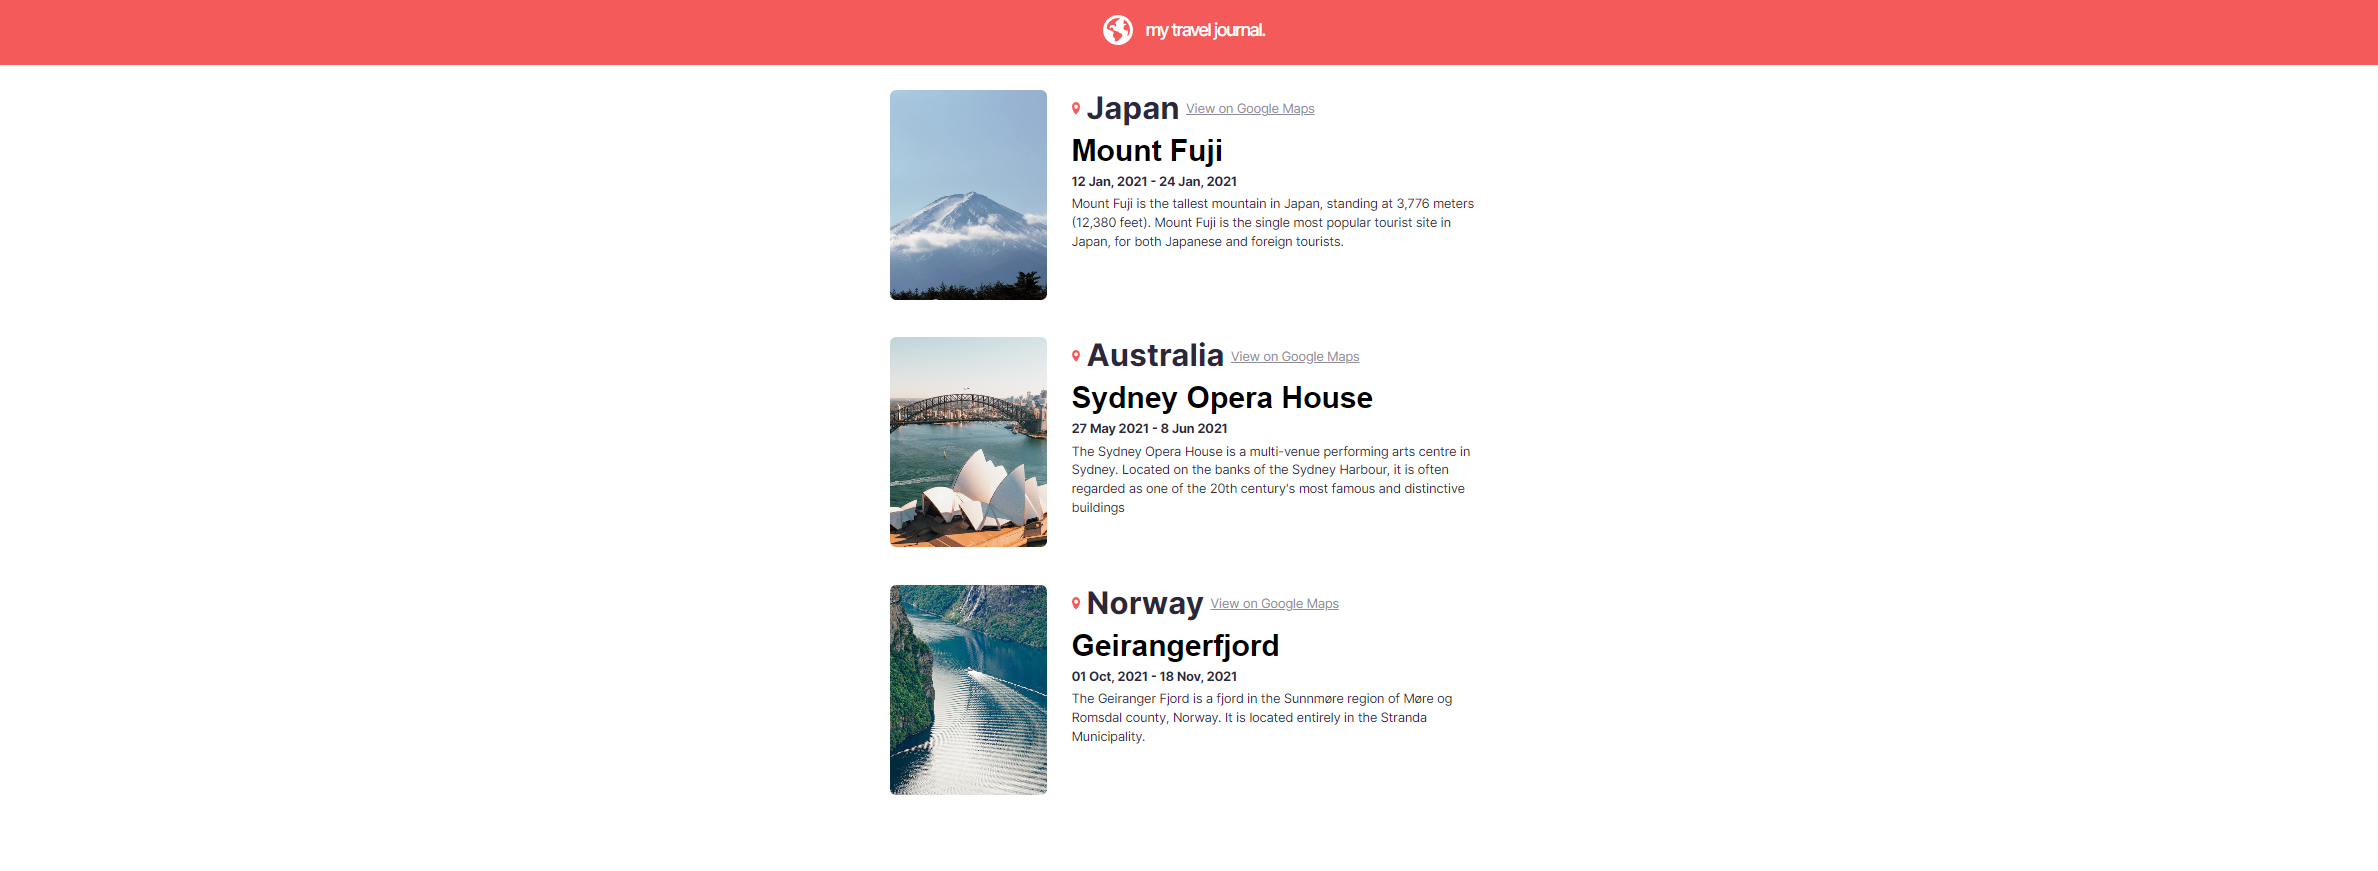 my travel journal.
Japan View on Google Maps
Mount Fuji
12 Jan, 2021 - 24 Jan, 2021
Mount Fuji is the tallest mountain in Japan, standing at 3,776 meters
(12,380 feet). Mount Fuji is the single most popular tourist site in
Japan, for both Japanese and foreign tourists.
Australia View on Google Maps
Sydney Opera House
27 May 2021 - 8 Jun 2021
The Sydney Opera House is a multi-venue performing arts centre in
Sydney. Located on the banks of the Sydney Harbour, it is often
regarded as one of the 20th century's most famous and distinctive
buildings
Norway View on Google Maps
Geirangerfjord
01 Oct, 2021 - 18 Nov, 2021
The Geiranger Fjord is a fjord in the Sunnmøre region of Møre og
Romsdal county, Norway. It is located entirely in the Stranda
Municipality.